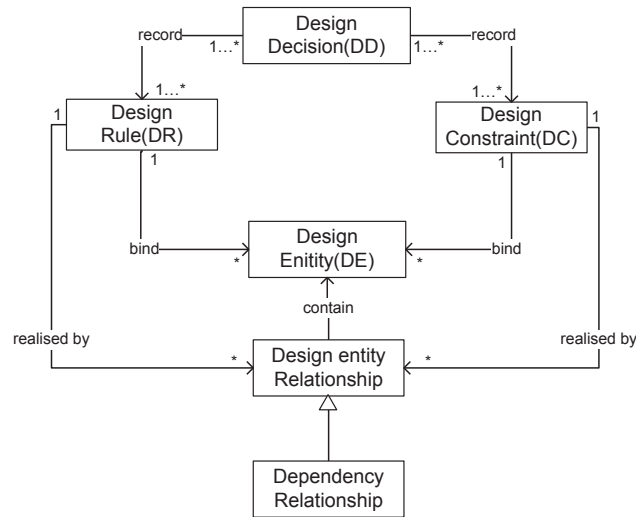 Design
Decision(DD)
record
record
1...*
1...*
1...*
1...*
1
Design
Rule(DR)
1
Design
Constraint(DC)
1
1
bind
Design
Enitity(DE)
bind
*
*
contain
realised by
realised by
*
Design entity
Relationship
*
Dependency
Relationship